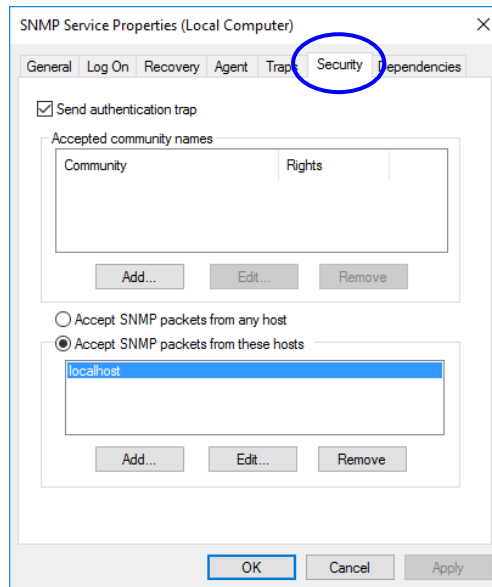 SNMP Service Properties (Local Computer)
General Log On Recovery Agent Traps Security Dependencies
Send authentication trap
Accepted community names
Community Rights
Add... Edit... Remove
Accept SNMP packets from any host
Accept SNMP packets from these hosts
localhost
Add... Edit... Remove
OK Cancel Apply